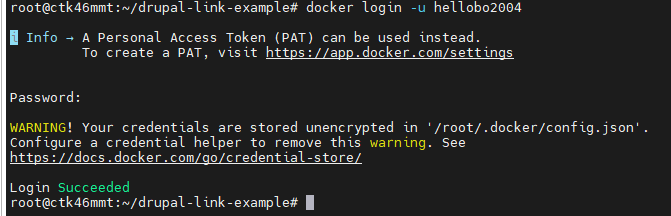 root@ctk46mmt:~/drupal-link-example# docker login -u hellobo2004
i Info → A Personal Access Token (PAT) can be used instead.
To create a PAT, visit https://app.docker.com/settings
Password:
WARNING! Your credentials are stored unencrypted in '/root/.docker/config.json'.
Configure a credential helper to remove this warning. See
https://docs.docker.com/go/credential-store/
Login Succeeded
root@ctk46mmt:~/drupal-link-example#